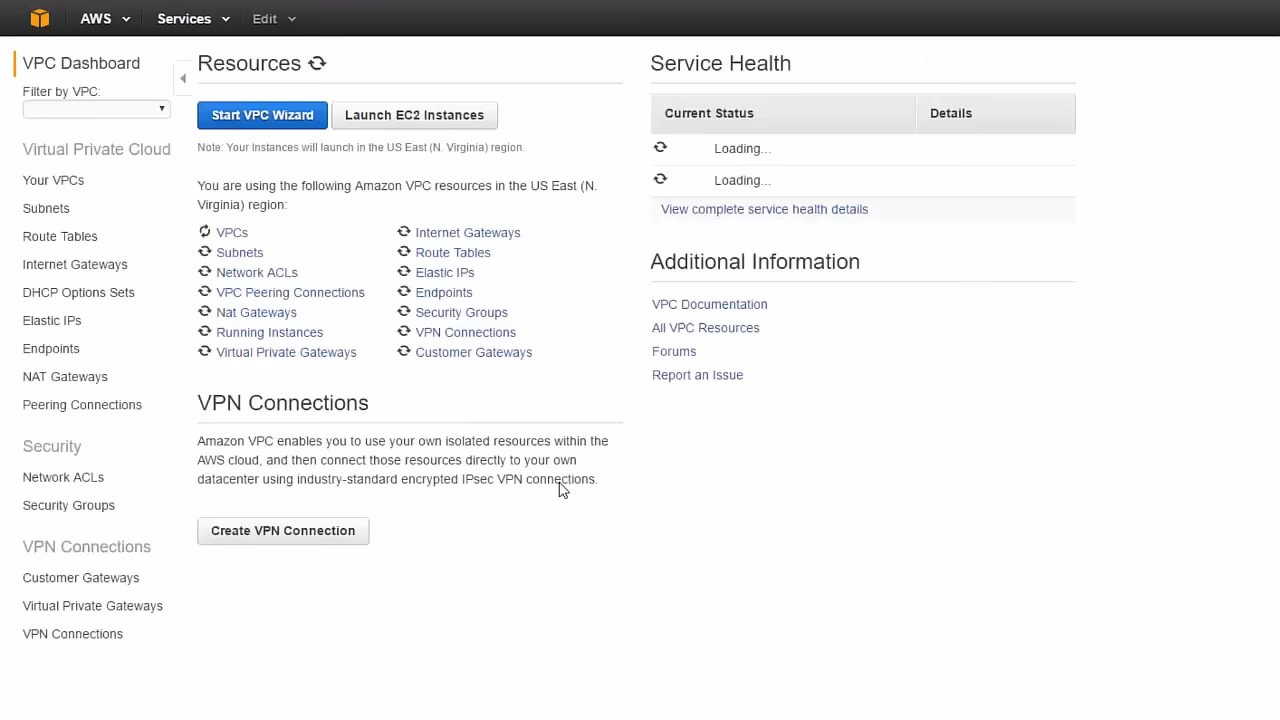 AWS
Services
Edit
VPC Dashboard
Filter by VPC:
Virtual Private Cloud
Your VPCs
Subnets
Route Tables
Internet Gateways
DHCP Options Sets
Elastic IPs
Endpoints
NAT Gateways
Peering Connections
Security
Network ACLs
Security Groups
VPN Connections
Customer Gateways
Virtual Private Gateways
VPN Connections
Resources
Start VPC Wizard
Launch EC2 Instances
Note: Your Instances will launch in the US East (N. Virginia) region.
You are using the following Amazon VPC resources in the US East (N.
Virginia) region:
VPCs
Internet Gateways
Subnets
Route Tables
Network ACLs
Elastic IPs
VPC Peering Connections
Endpoints
Nat Gateways
Security Groups
Running Instances
VPN Connections
Virtual Private Gateways
Customer Gateways
VPN Connections
Amazon VPC enables you to use your own isolated resources within the
AWS cloud, and then connect those resources directly to your own
datacenter using industry-standard encrypted IPsec VPN connections.
Create VPN Connection
Service Health
Current Status
Details
Loading...
Loading...
View complete service health details
Additional Information
VPC Documentation
All VPC Resources
Forums
Report an Issue